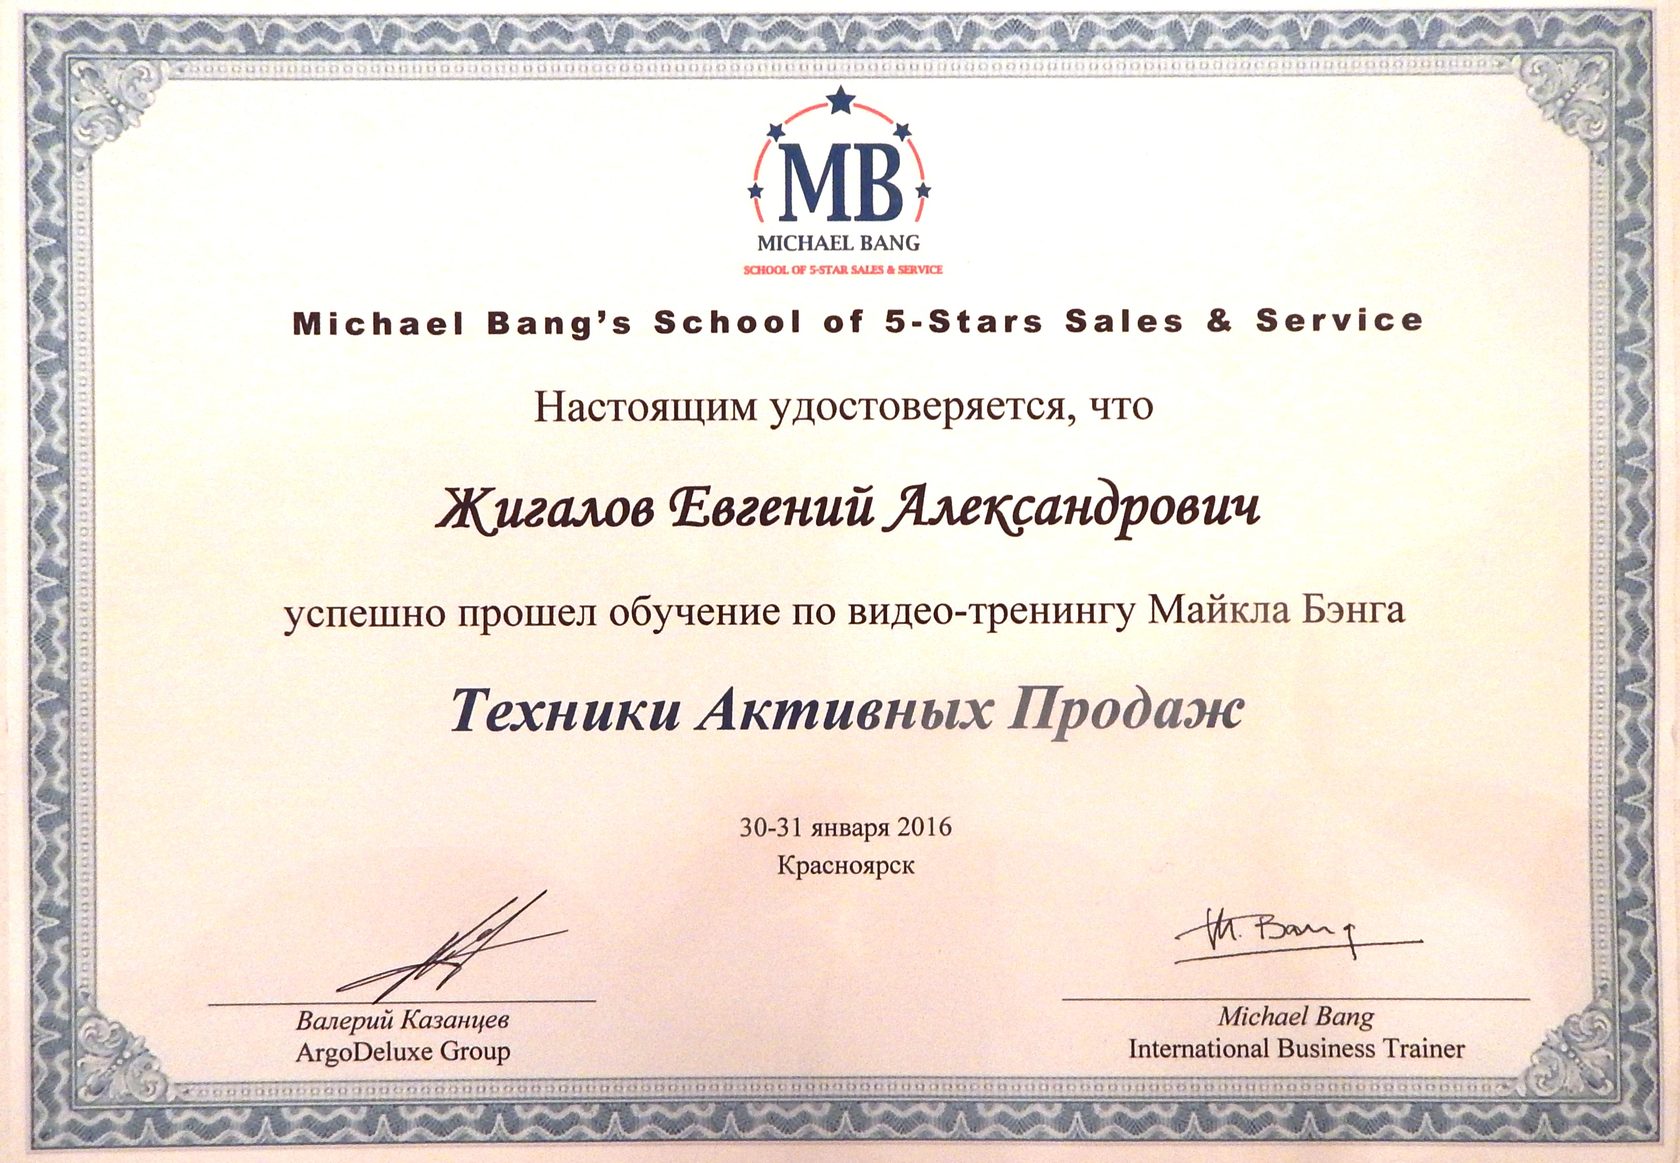 MB
MICHAEL BANG
SCHOOL OF 5-STAR SALES & SERVICE
Michael Bang's School of 5-Stars Sales & Service
Настоящим удостоверяется, что
Жигалов Евгений Александрович
успешно прошел обучение по видео-тренингу Майкла Бэнга
Техники Активных Продаж
30-31 января 2016
Красноярск
M. Bang
Валерий Казанцев
ArgoDeluxe Group
Michael Bang
International Business Trainer